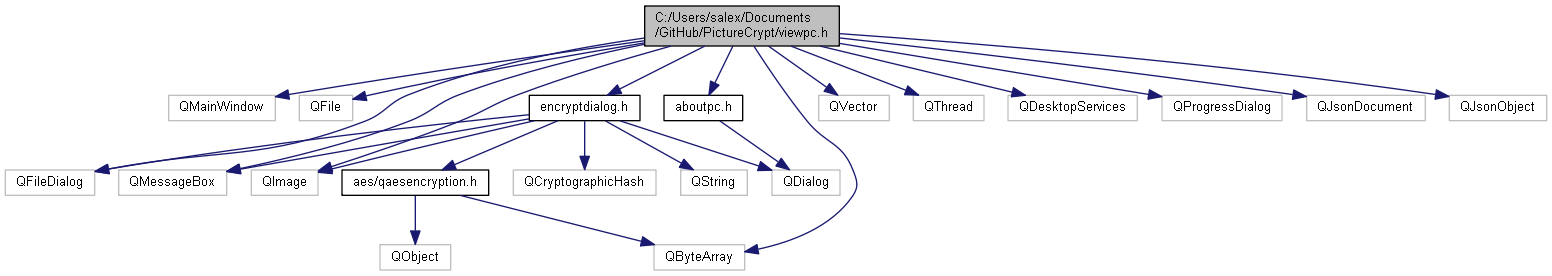 C:/Users/salex/Documents
/GitHub/PictureCrypt/viewpc.h
QMainWindow
QFile
encryptdialog.h
aboutpc.h
QVector
QThread
QDesktopServices
QProgressDialog
QJsonDocument
QJsonObject
QFileDialog
QMessageBox
QImage
aes/qaesencryption.h
QCryptographicHash
QString
QDialog
QObject
QByteArray